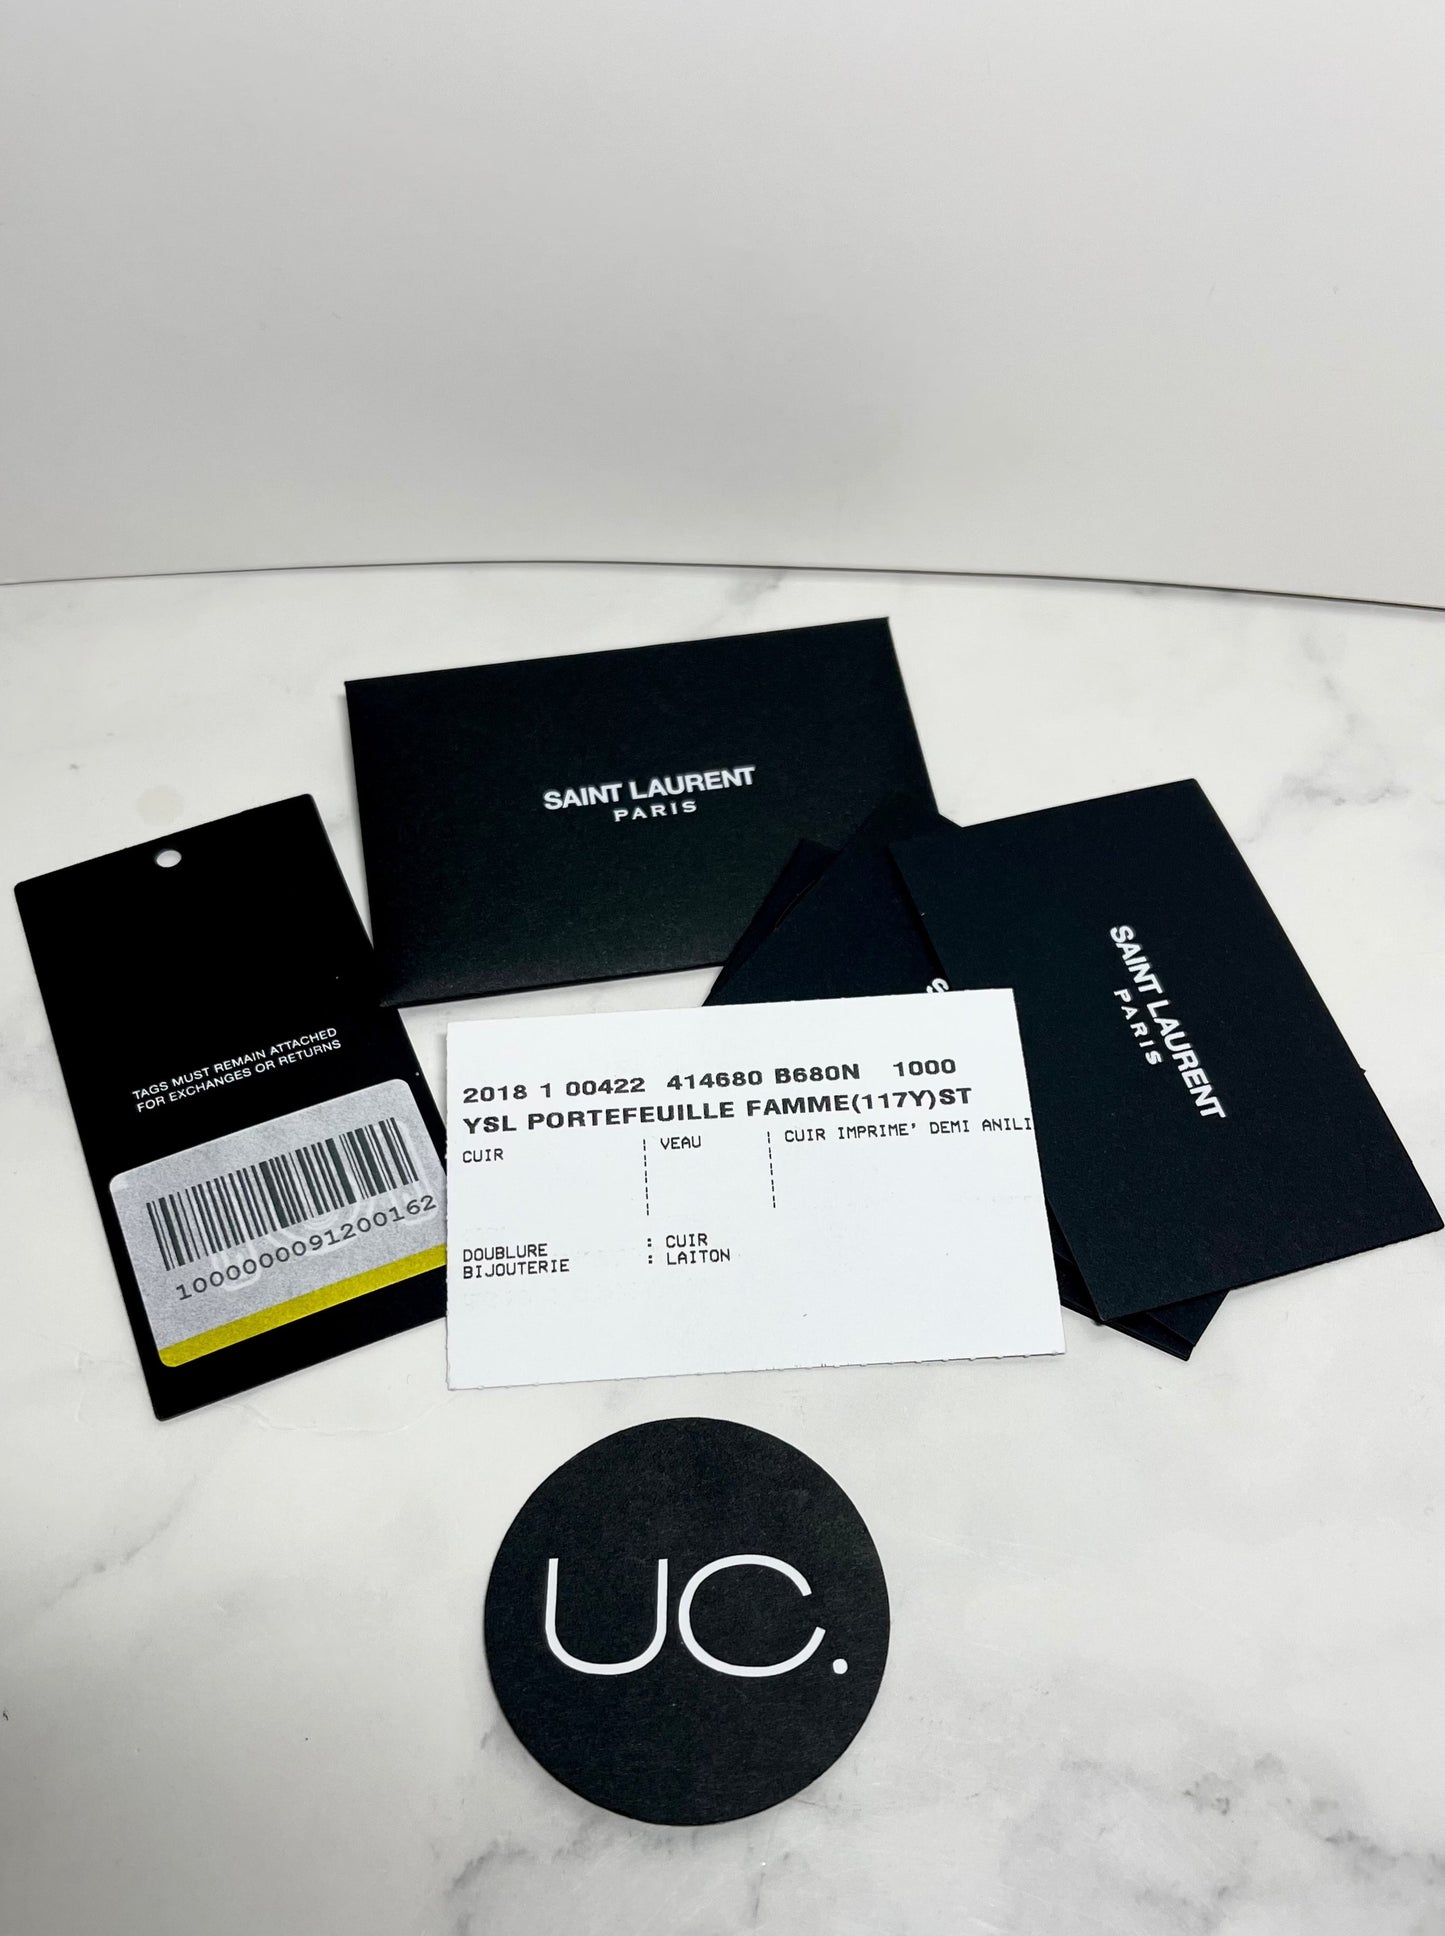 SAINT LAURENT
PARIS
SAINT LAURENT
PARIS
TAGS MUST REMAIN ATTACHED
FOR EXCHANGES OR RETURNS
1000000091200162
2018 1 00422 414680 B680N 1000
YSL PORTEFEUILLE FAMME(117Y)ST
CUIR ¦ VEAU ¦ CUIR IMPRIME' DEMI ANILI
DOUBLURE : CUIR
BIJOUTERIE : LAITON
UC.